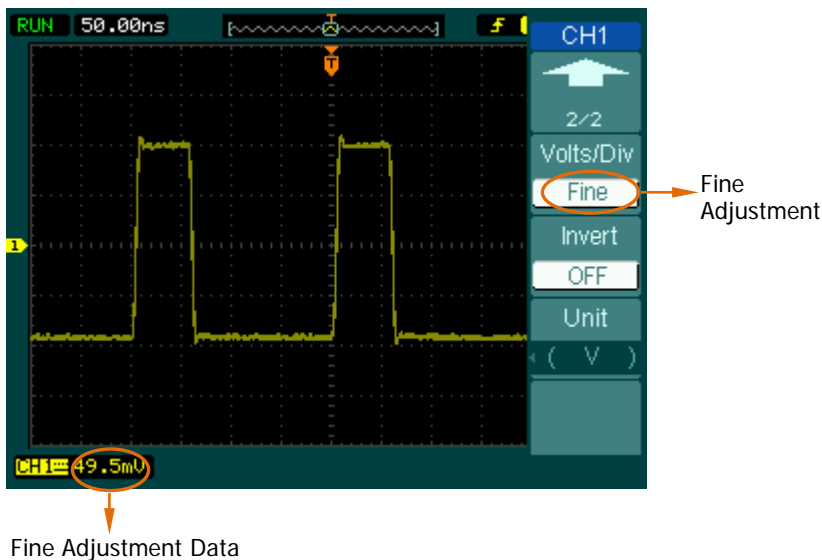 RUN 50.00ns
T
CH1
2/2
Volts/Div
Fine
Fine
Adjustment
Invert
OFF
Unit
( V )
1
CH1 49.5mV
Fine Adjustment Data